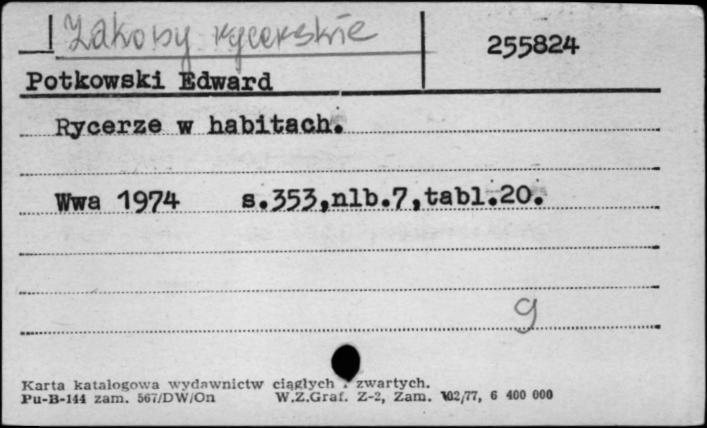 Zakony rycerskie
255824
Potkowski Edward
Rycerze w habitach.
Wwa 1974 s.353,nlb.7,tabl.20.
9
Karta katalogowa wydawnictw ciągłych i zwartych.
Pu-B-144 zam. 567/DW/On W.Z.Graf. Z-2, Zam. 102/77, 6 400 000